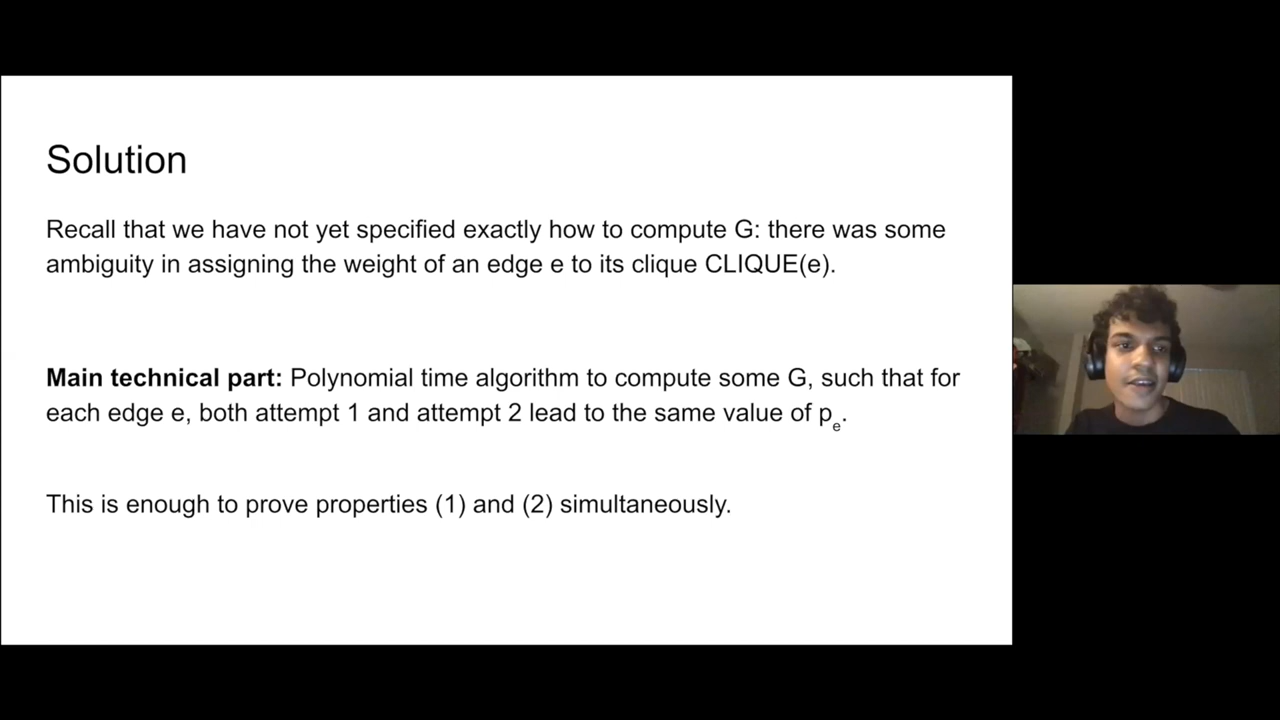 Solution
Recall that we have not yet specified exactly how to compute G: there was some
ambiguity in assigning the weight of an edge e to its clique CLIQUE(e).
Main technical part: Polynomial time algorithm to compute some G, such that for
each edge e, both attempt 1 and attempt 2 lead to the same value of pₑ.
This is enough to prove properties (1) and (2) simultaneously.